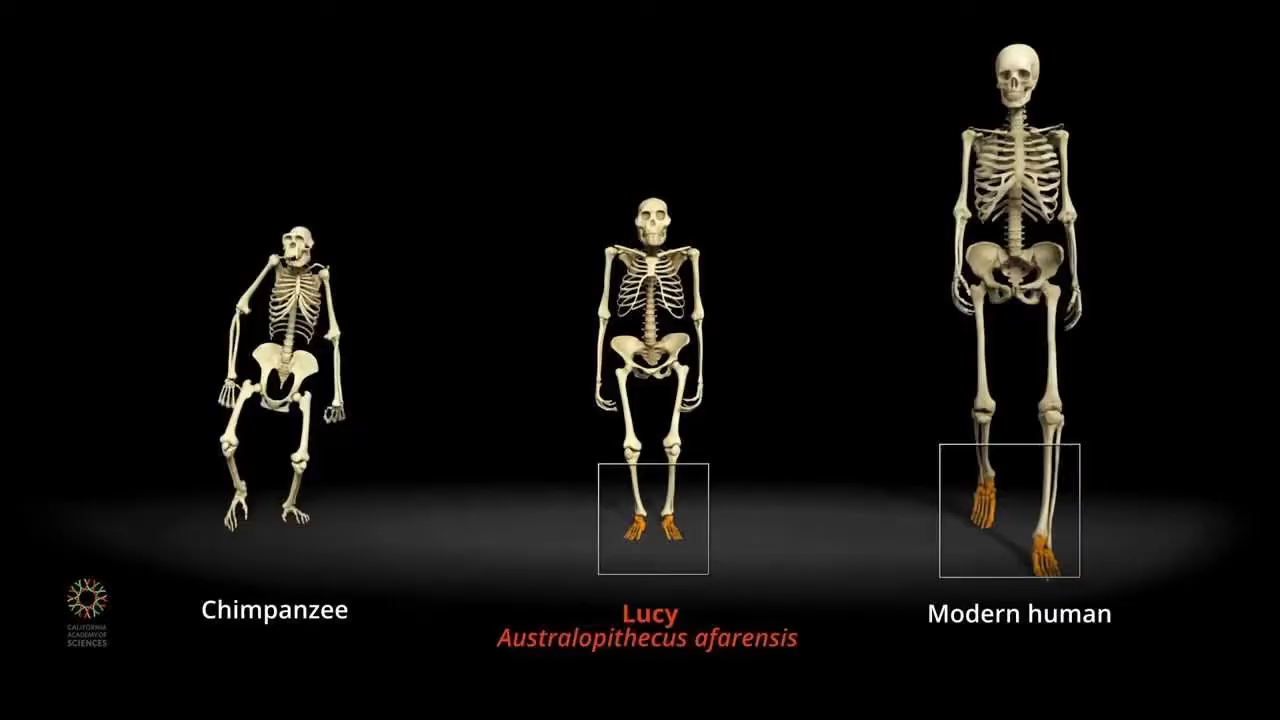 Chimpanzee
Lucy
Australopithecus afarensis
Modern human
CALIFORNIA
ACADEMY OF
SCIENCES